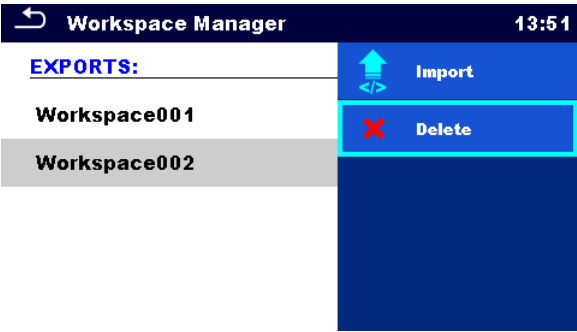 Workspace Manager 13:51
EXPORTS:
Workspace001
Workspace002
</> Import
Delete